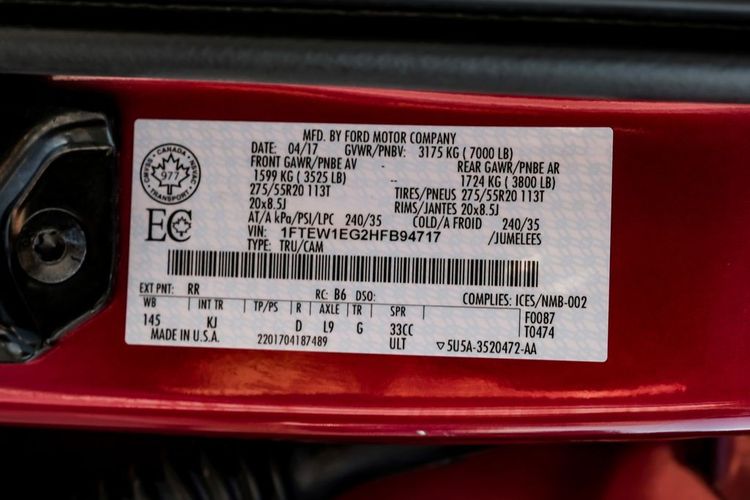 MFD. BY FORD MOTOR COMPANY
DATE: 04/17 GVWR/PNBV: 3175 KG ( 7000 LB)
FRONT GAWR/PNBE AV - REAR GAWR/PNBE AR
1599 KG ( 3525 LB) - 1724 KG ( 3800 LB)
275/55R20 113T TIRES/PNEUS 275/55R20 113T
20x8.5J RIMS/JANTES 20x8.5J
AT/A kPa/PSI/LPC 240/35 COLD/A FROID 240/35
VIN: 1FTEW1EG2HFB94717 /JUMELEES
TYPE: TRU/CAM
CANADA
TRANSPORT
977
EC
EXT PNT: RR RC: B6 DSO: COMPLIES: ICES/NMB-002
WB INT TR TP/PS R AXLE TR SPR F0087
145 KJ D L9 G 33CC T0474
MADE IN U.S.A. 2201704187489 ULT ▽5U5A-3520472-AA